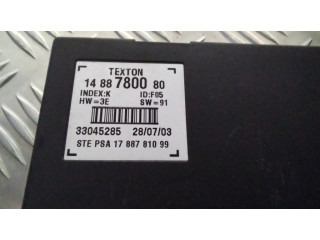 TEXTON
14 88 7800 80
INDEX:K ID:F05
HW=3E SW=91
33045285 28/07/03
STE PSA 17 887 810 99